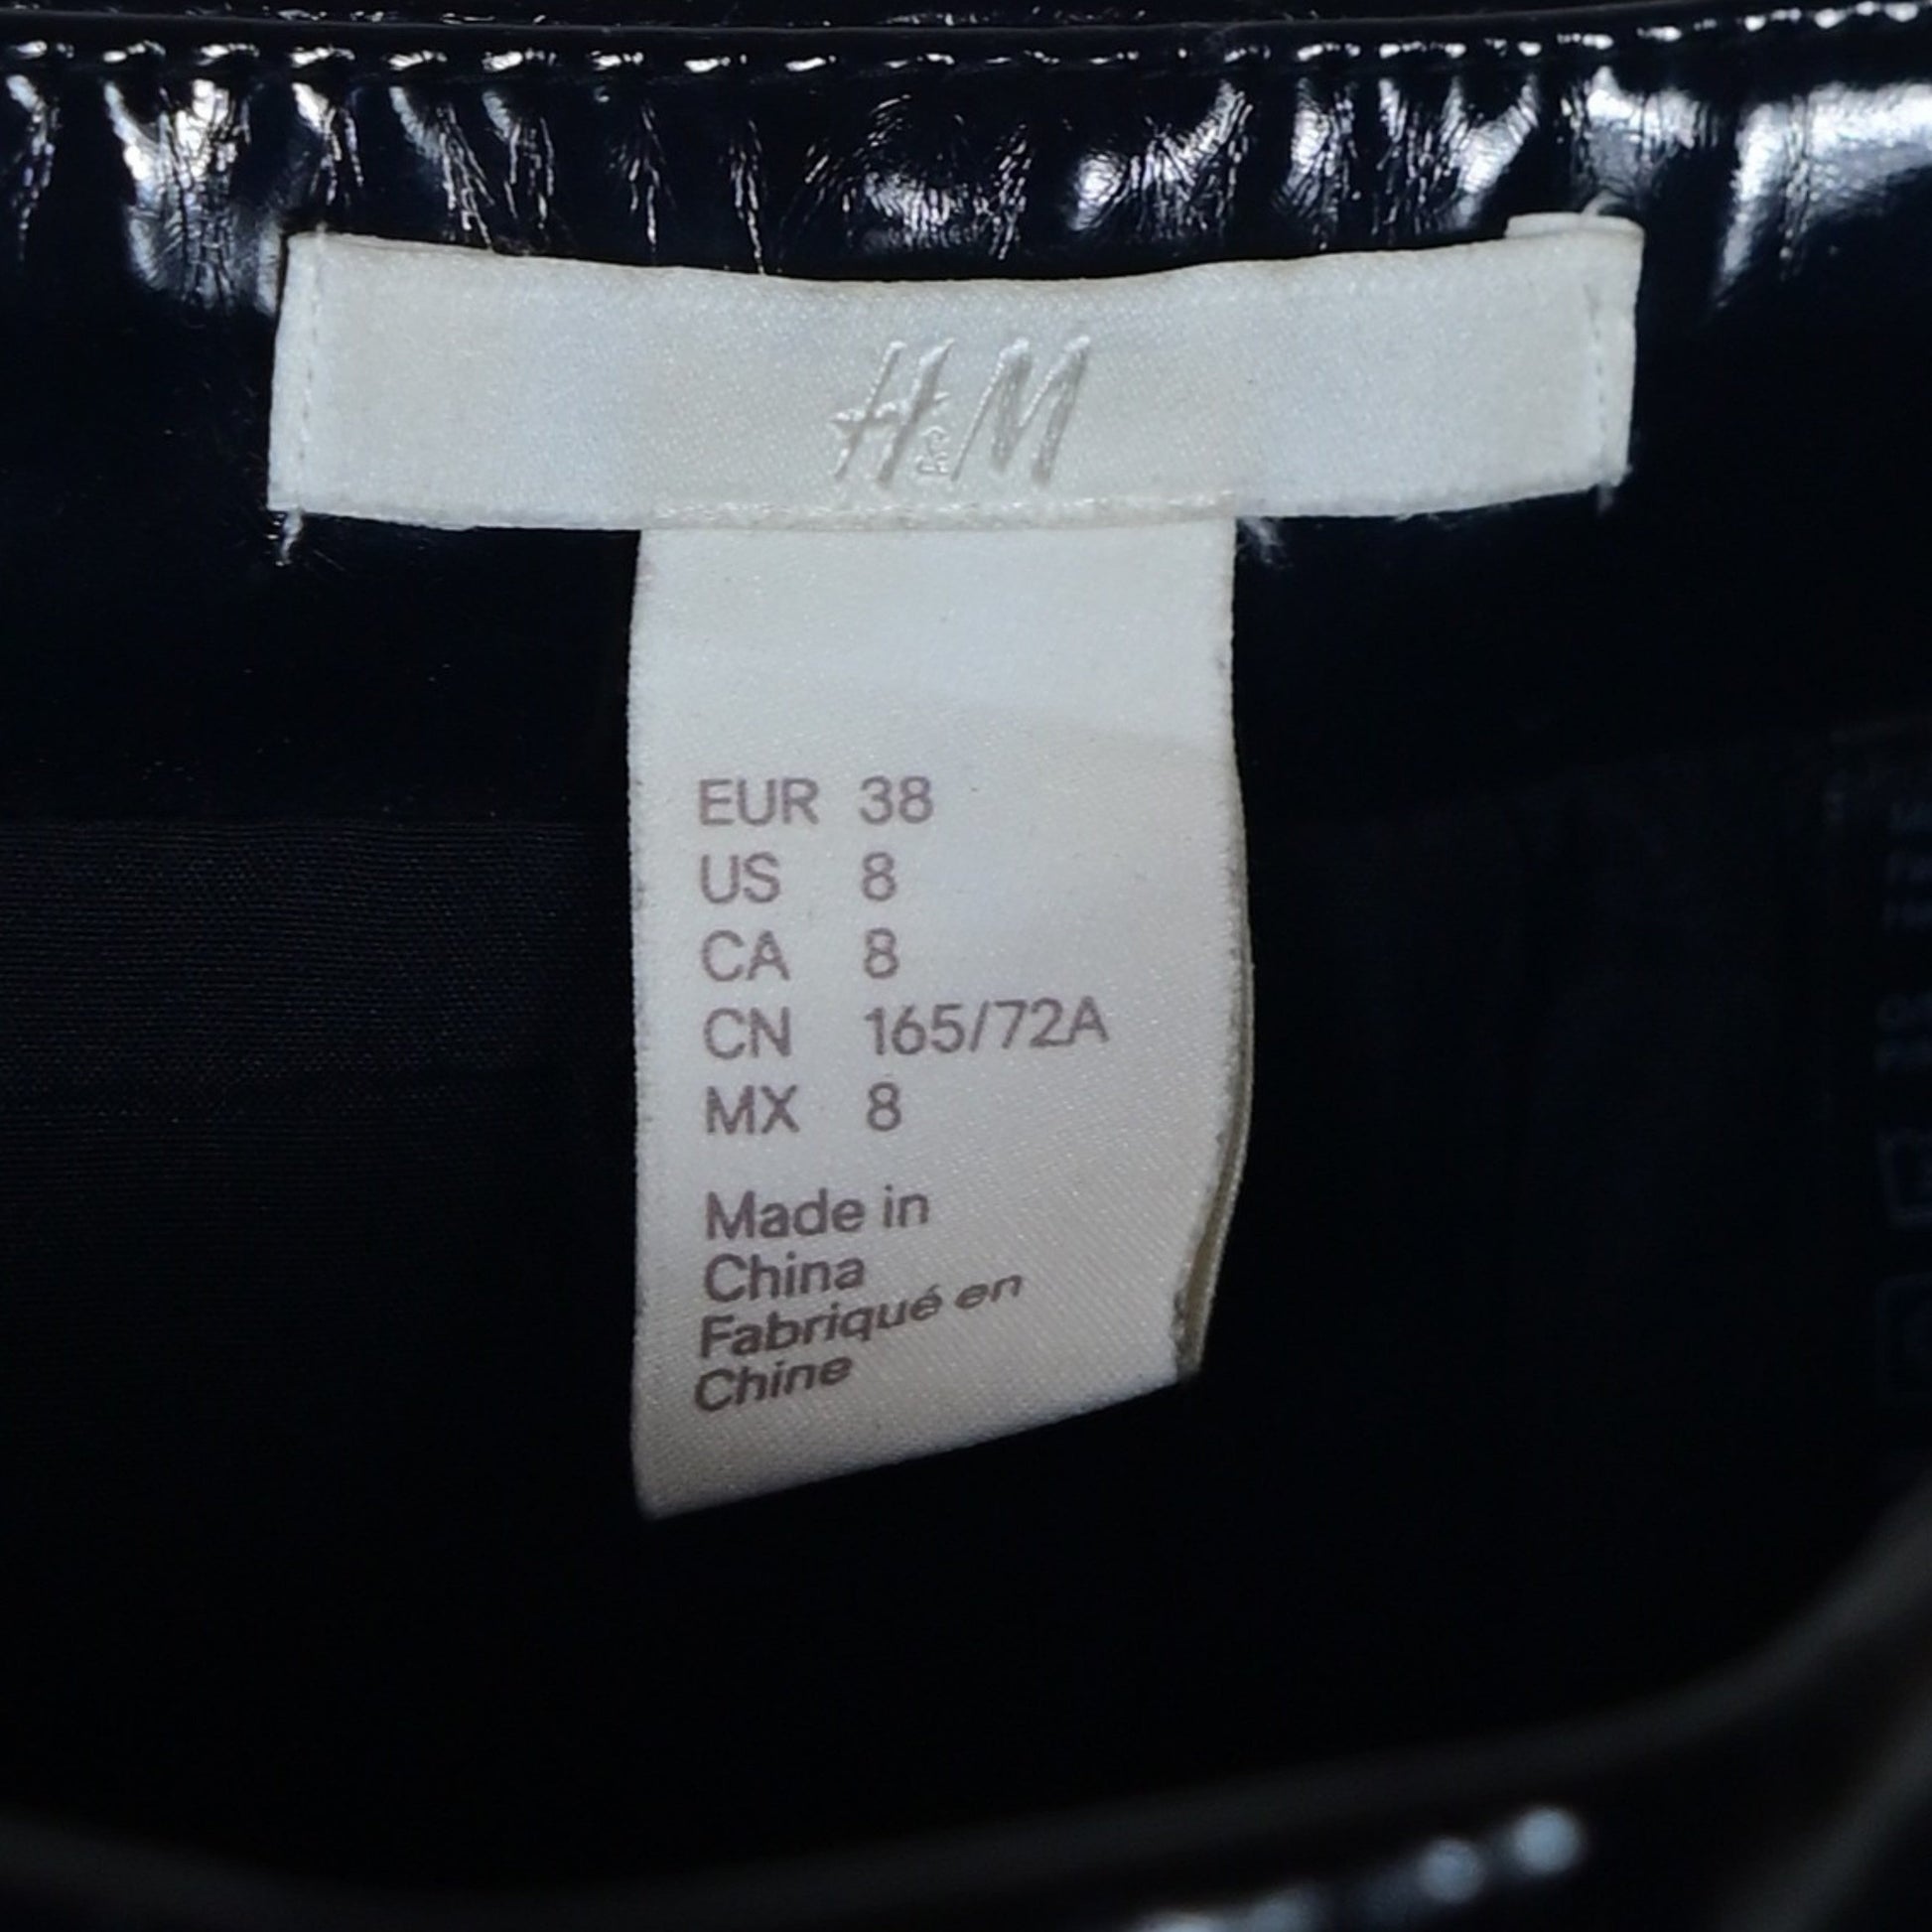 H&M
EUR 38
US 8
CA 8
CN 165/72A
MX 8
Made in
China
Fabriqué en
Chine